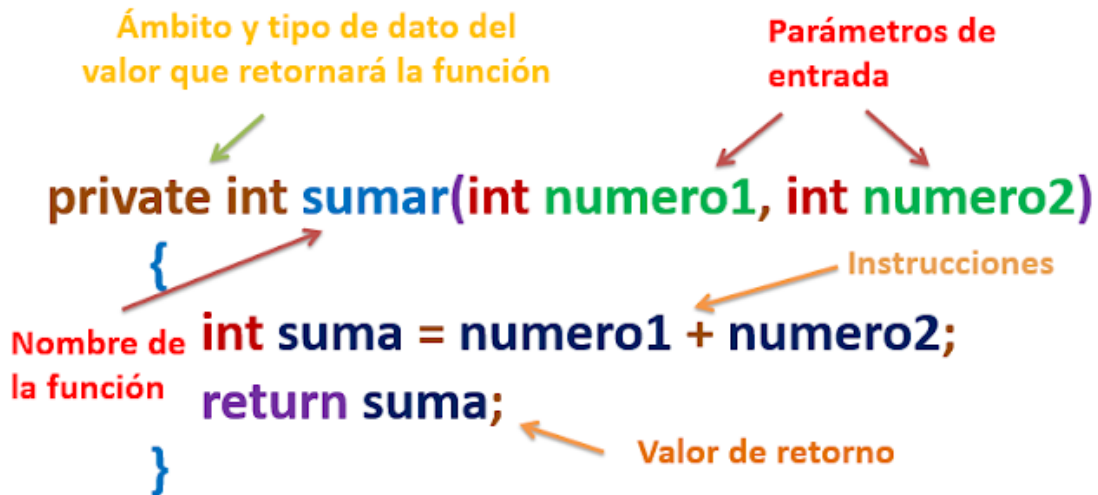 Ámbito y tipo de dato del
valor que retornará la función
Parámetros de
entrada
private int sumar(int numero1, int numero2)
{
Instrucciones
Nombre de
la función
int suma = numero1 + numero2;
return suma;
Valor de retorno
}